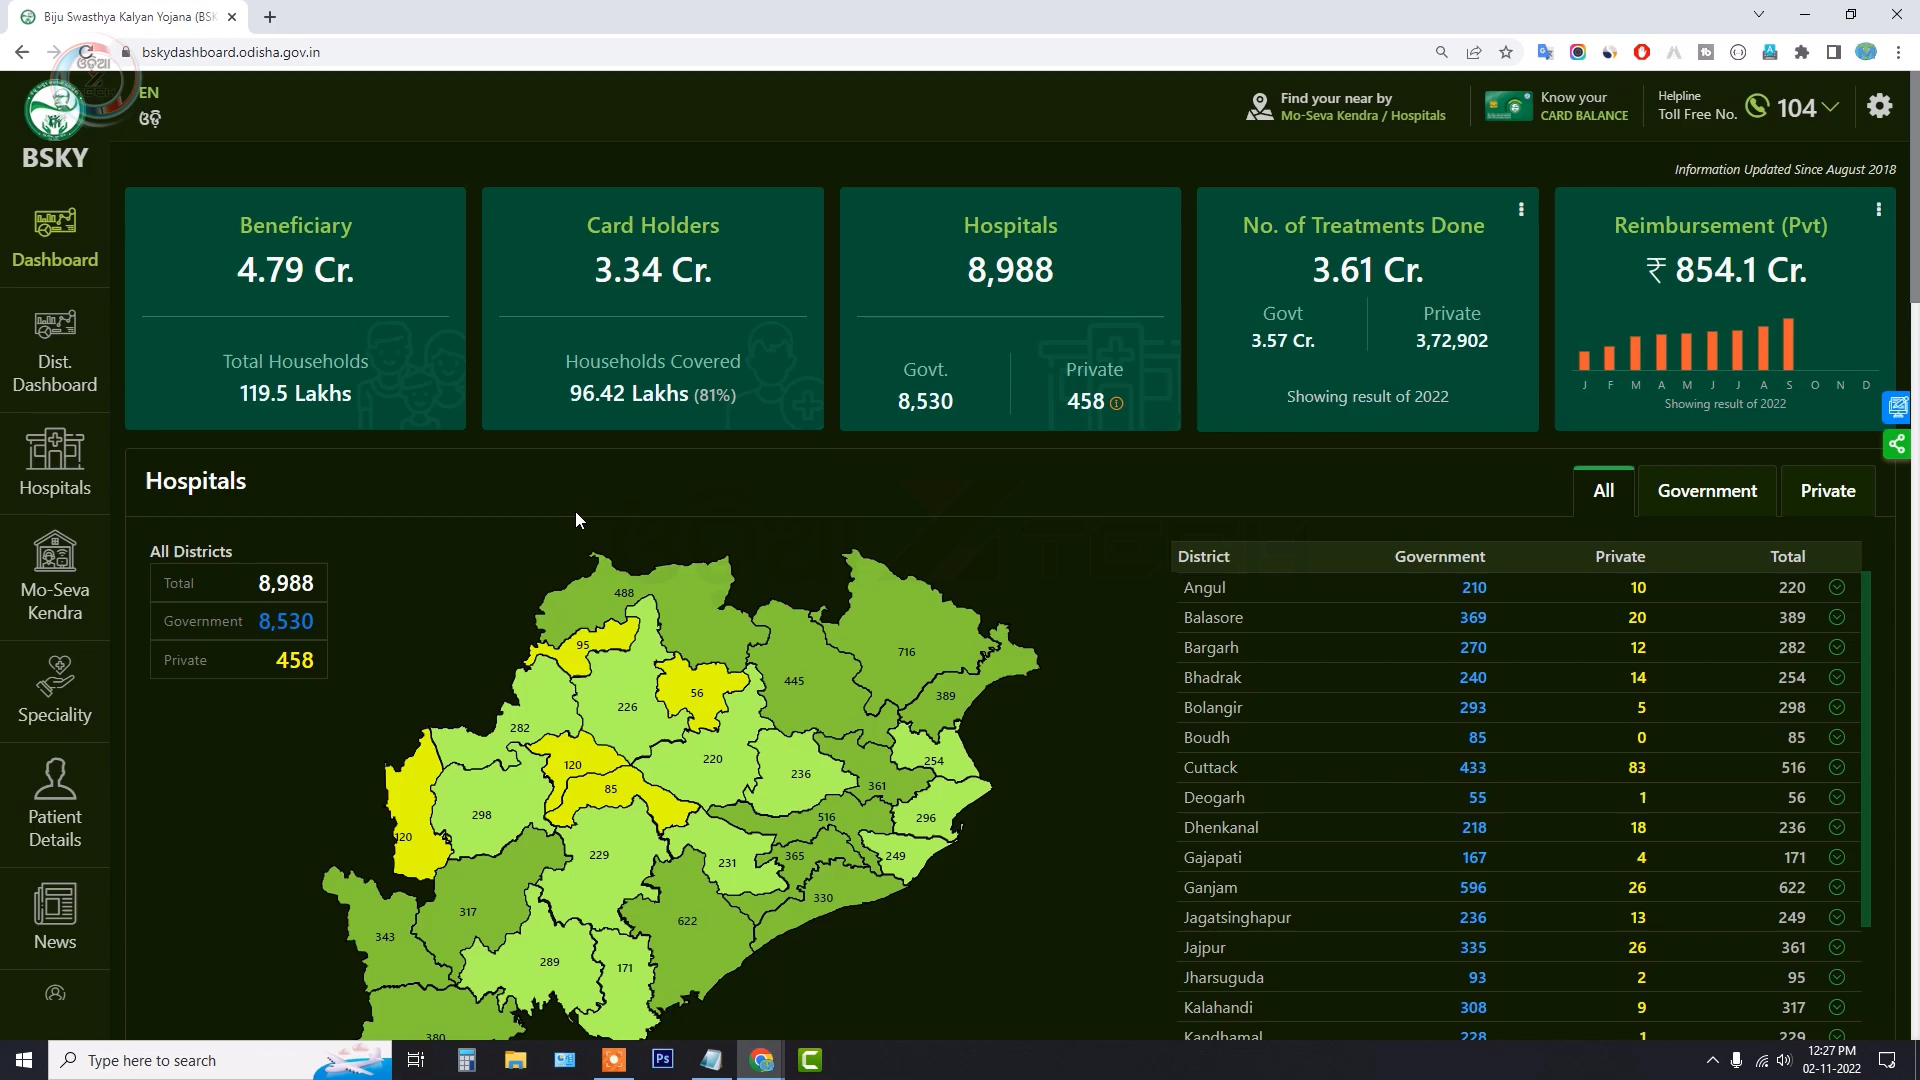 Biju Swasthya Kalyan Yojana (BSK
bskydashboard.odisha.gov.in
ଓଡ଼ିଆ
EN
ଓଡ଼ି
BSKY
Find your near by
Mo-Seva Kendra / Hospitals
Know your
CARD BALANCE
Helpline
Toll Free No.
104
Information Updated Since August 2018
Dashboard
Dist.
Dashboard
Hospitals
Mo-Seva
Kendra
Speciality
Patient
Details
News
Beneficiary
4.79 Cr.
Total Households
119.5 Lakhs
Card Holders
3.34 Cr.
Households Covered
96.42 Lakhs (81%)
Hospitals
8,988
Govt.
8,530
Private
458
No. of Treatments Done
3.61 Cr.
Govt
3.57 Cr.
Private
3,72,902
Showing result of 2022
Reimbursement (Pvt)
₹ 854.1 Cr.
J F M A M J J A S O N D
Showing result of 2022
Hospitals
All Government Private
All Districts
Total 8,988
Government 8,530
Private 458
488
95
716
445
56
389
226
282
254
220
120
236
361
85
298
516
296
120
229
231
365
249
330
317
622
343
289
171
380
District Government Private Total
Angul 210 10 220
Balasore 369 20 389
Bargarh 270 12 282
Bhadrak 240 14 254
Bolangir 293 5 298
Boudh 85 0 85
Cuttack 433 83 516
Deogarh 55 1 56
Dhenkanal 218 18 236
Gajapati 167 4 171
Ganjam 596 26 622
Jagatsinghapur 236 13 249
Jajpur 335 26 361
Jharsuguda 93 2 95
Kalahandi 308 9 317
Kandhamal 228 1 229
Type here to search
Ps
12:27 PM
02-11-2022